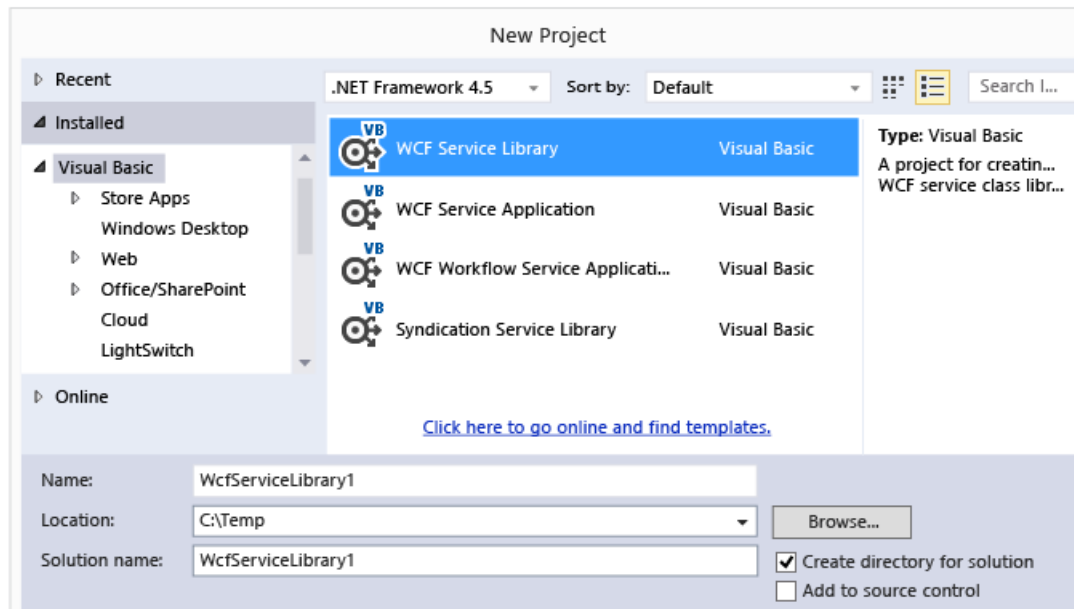 New Project
Recent
Installed
Visual Basic
Store Apps
Windows Desktop
Web
Office/SharePoint
Cloud
LightSwitch
Online
.NET Framework 4.5 Sort by: Default Search I...
VB
WCF Service Library Visual Basic
VB
WCF Service Application Visual Basic
VB
WCF Workflow Service Applicati... Visual Basic
VB
Syndication Service Library Visual Basic
Click here to go online and find templates.
Type: Visual Basic
A project for creatin...
WCF service class libr...
Name: WcfServiceLibrary1
Location: C:\Temp Browse...
Solution name: WcfServiceLibrary1
Create directory for solution
Add to source control